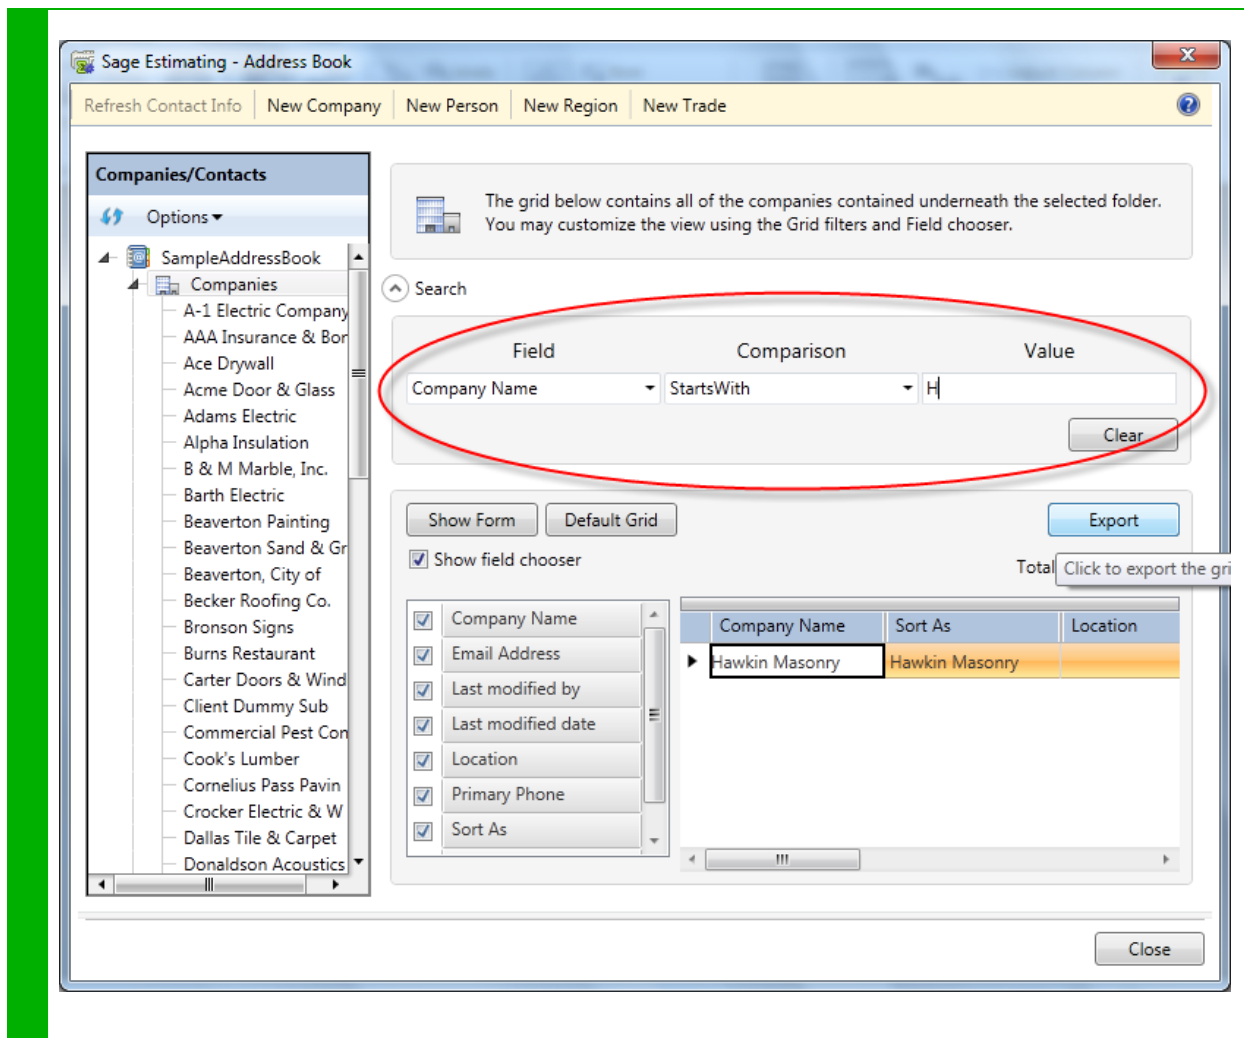 Sage Estimating - Address Book
Refresh Contact Info New Company New Person New Region New Trade
Companies/Contacts
Options
SampleAddressBook
Companies
A-1 Electric Company
AAA Insurance & Bor
Ace Drywall
Acme Door & Glass
Adams Electric
Alpha Insulation
B & M Marble, Inc.
Barth Electric
Beaverton Painting
Beaverton Sand & Gr
Beaverton, City of
Becker Roofing Co.
Bronson Signs
Burns Restaurant
Carter Doors & Wind
Client Dummy Sub
Commercial Pest Con
Cook's Lumber
Cornelius Pass Pavin
Crocker Electric & W
Dallas Tile & Carpet
Donaldson Acoustics
The grid below contains all of the companies contained underneath the selected folder.
You may customize the view using the Grid filters and Field chooser.
Search
Field Comparison Value
Company Name StartsWith H
Clear
Show Form Default Grid Export
Show field chooser
Total Click to export the gri
Company Name
Email Address
Last modified by
Last modified date
Location
Primary Phone
Sort As
Company Name Sort As Location
Hawkin Masonry Hawkin Masonry
Close